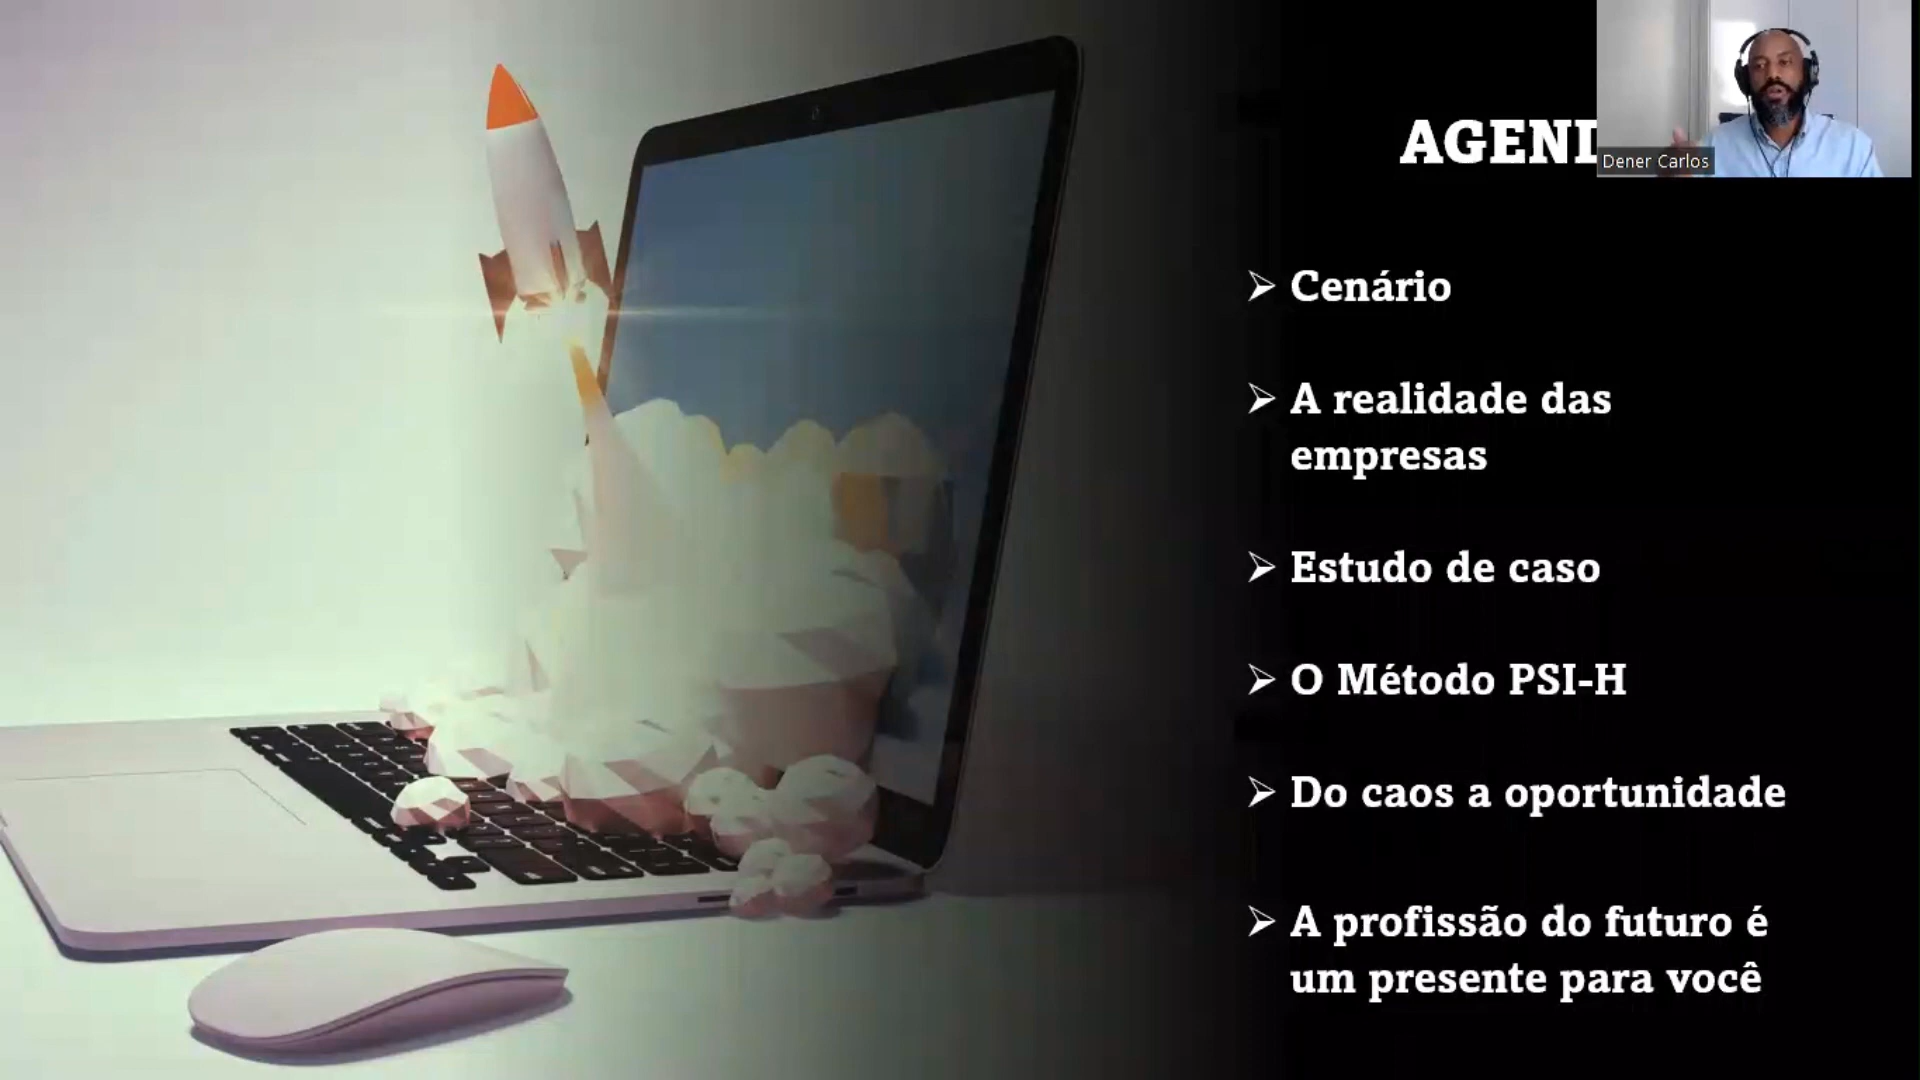 AGEND
Dener Carlos
➢ Cenário
➢ A realidade das
empresas
➢ Estudo de caso
➢ O Método PSI-H
➢ Do caos a oportunidade
➢ A profissão do futuro é
um presente para você